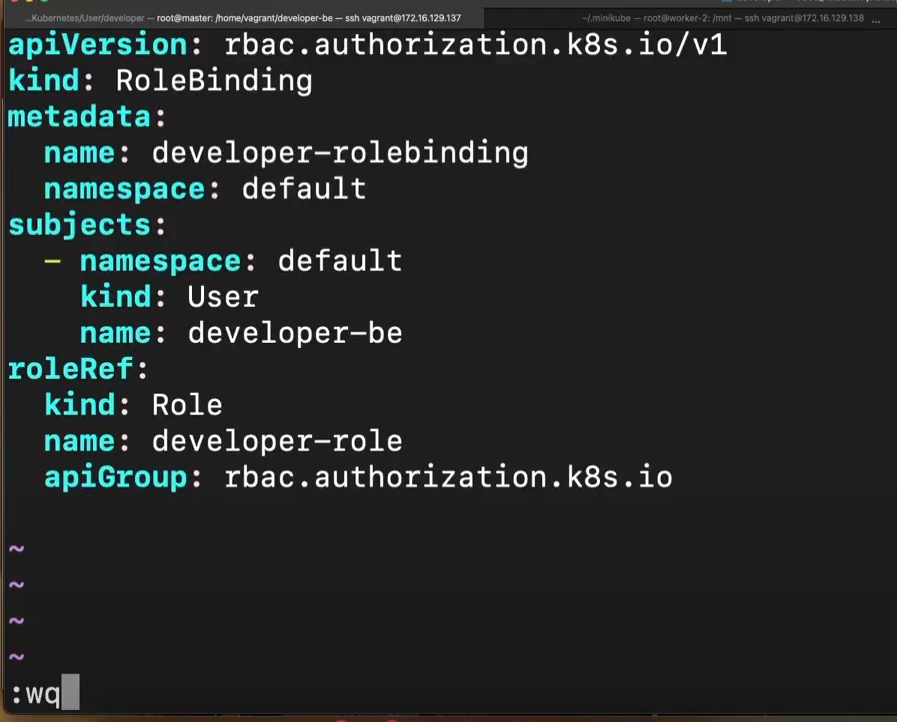 ...Kubernetes/User/developer — root@master: /home/vagrant/developer-be — ssh vagrant@172.16.129.137
~/.minikube — root@worker-2: /mnt — ssh vagrant@172.16.129.138 ...
apiVersion: rbac.authorization.k8s.io/v1
kind: RoleBinding
metadata:
  name: developer-rolebinding
  namespace: default
subjects:
  - namespace: default
    kind: User
    name: developer-be
roleRef:
  kind: Role
  name: developer-role
  apiGroup: rbac.authorization.k8s.io
~
~
~
~
:wq